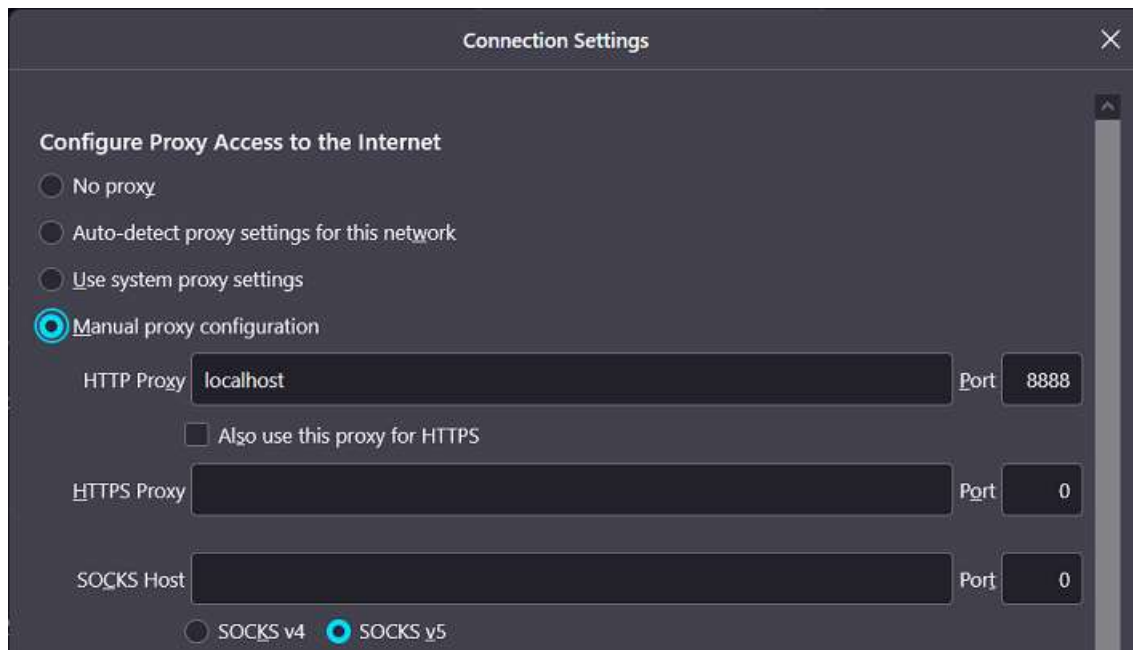 Connection Settings
Configure Proxy Access to the Internet
No proxy
Auto-detect proxy settings for this network
Use system proxy settings
Manual proxy configuration
HTTP Proxy localhost Port 8888
Also use this proxy for HTTPS
HTTPS Proxy Port 0
SOCKS Host Port 0
SOCKS v4 SOCKS v5